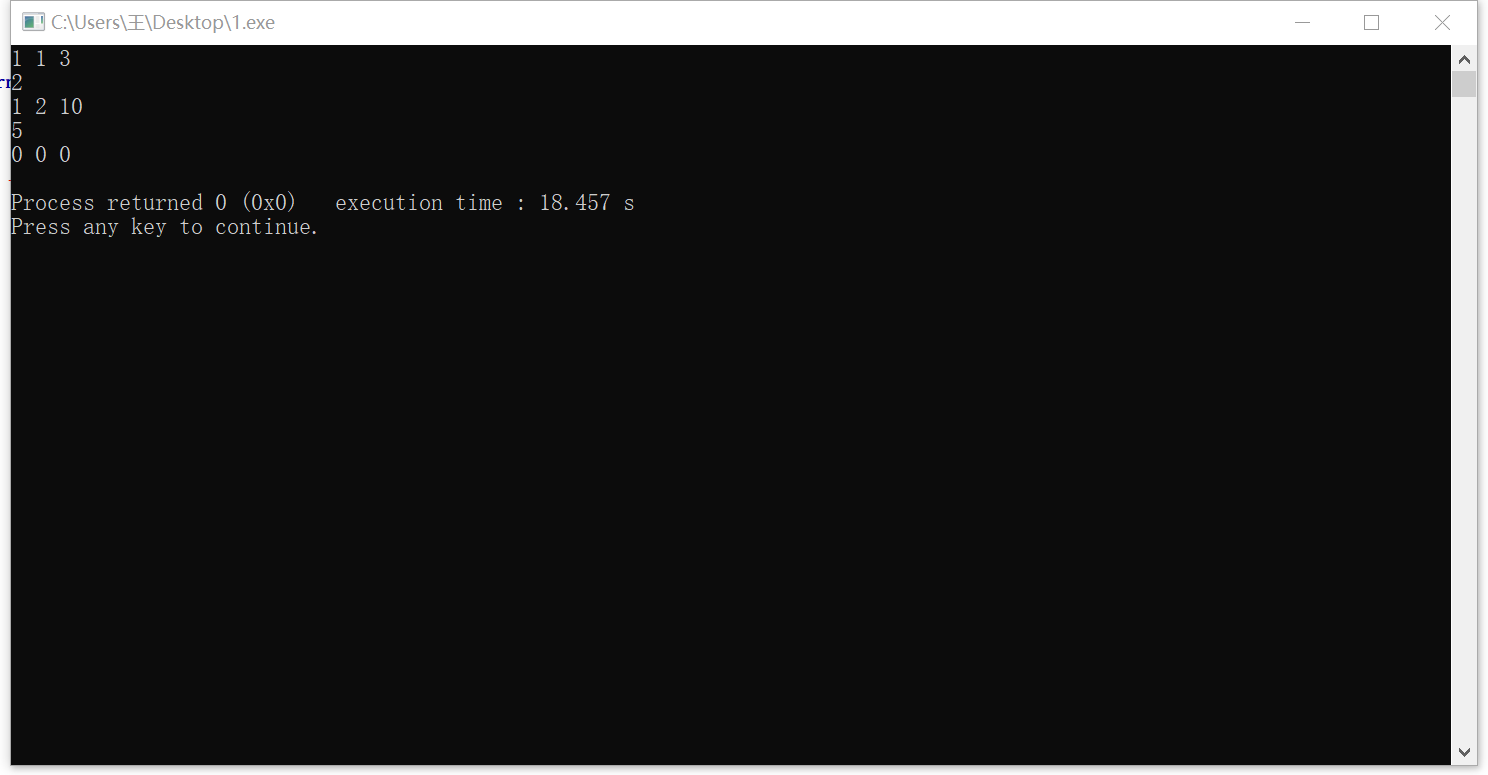 C:\Users\王\Desktop\1.exe
1 1 3
2
1 2 10
5
0 0 0
Process returned 0 (0x0)   execution time : 18.457 s
Press any key to continue.